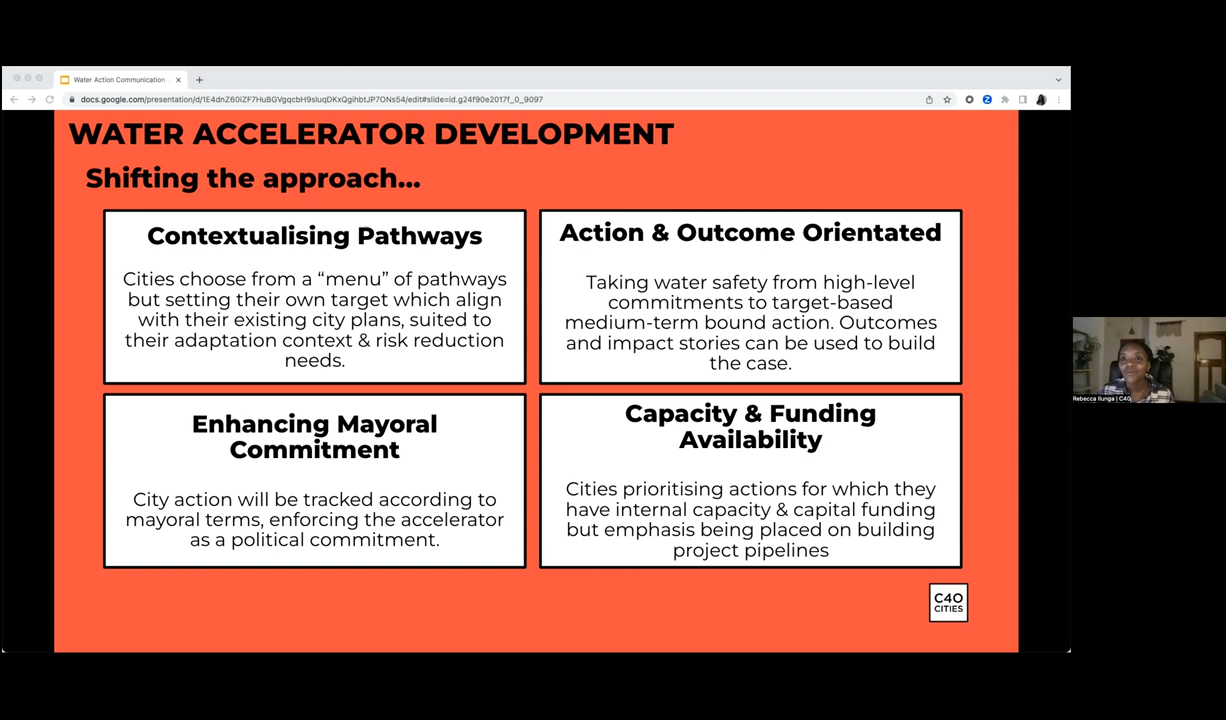 Water Action Communication
docs.google.com/presentation/d/1E4dnZ60iZF7HuBGVgqcbH9sluqDKxQgihbtJP7ONs54/edit#slide=id.g24f90e2017f_0_9097
WATER ACCELERATOR DEVELOPMENT
Shifting the approach...
Contextualising Pathways
Cities choose from a “menu” of pathways
but setting their own target which align
with their existing city plans, suited to
their adaptation context & risk reduction
needs.
Action & Outcome Orientated
Taking water safety from high-level
commitments to target-based
medium-term bound action. Outcomes
and impact stories can be used to build
the case.
Enhancing Mayoral
Commitment
City action will be tracked according to
mayoral terms, enforcing the accelerator
as a political commitment.
Capacity & Funding
Availability
Cities prioritising actions for which they
have internal capacity & capital funding
but emphasis being placed on building
project pipelines
C40
CITIES
Rebecca Ilunga | C40